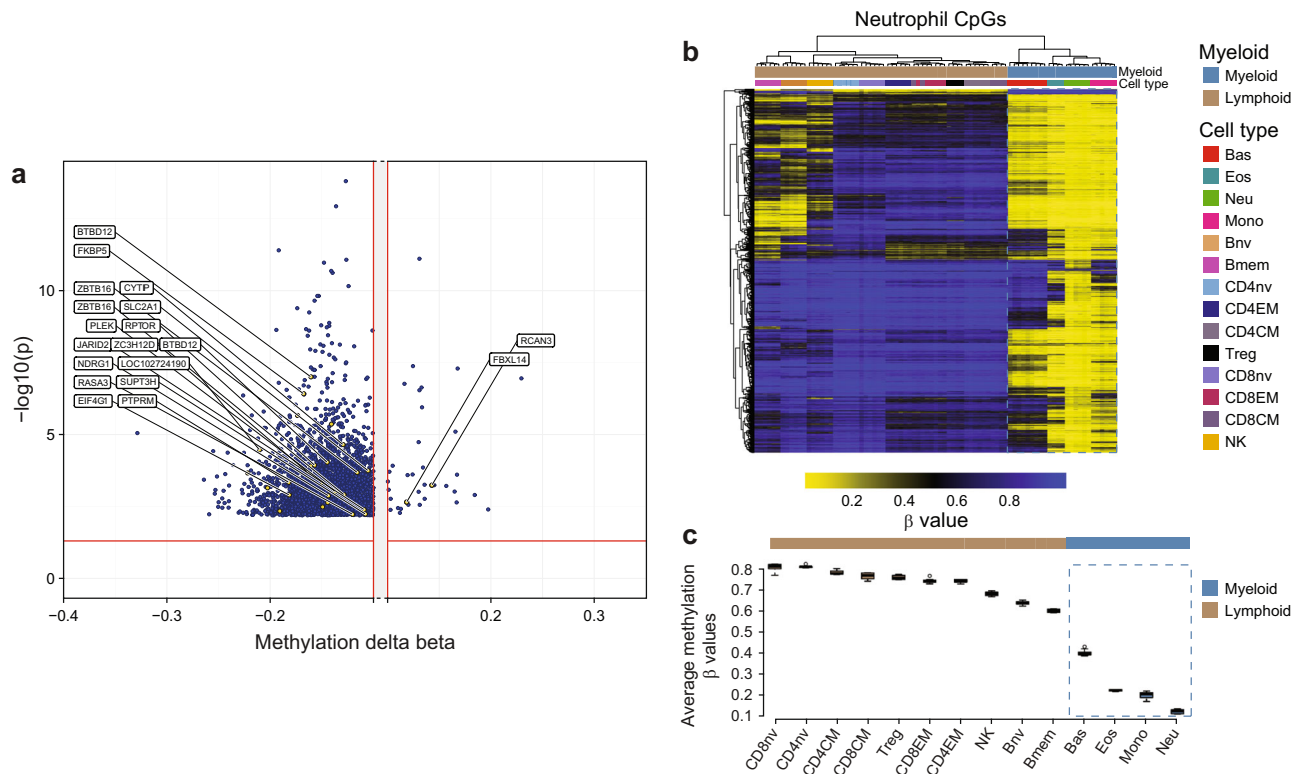 a
BTBD12
FKBP5
ZBTB16 CYTIP
ZBTB16 SLC2A1
PLEK RPTOR
JARID2 ZC3H12D BTBD12
NDRG1 LOC102724190
RASA3 SUPT3H
EIF4G1 PTPRM
RCAN3
FBXL14
10
5
0
−log10(p)
−0.4 −0.3 −0.2 0.2 0.3
Methylation delta beta
b
Neutrophil CpGs
Myeloid
Cell type
Myeloid
Myeloid
Lymphoid
Cell type
Bas
Eos
Neu
Mono
Bnv
Bmem
CD4nv
CD4EM
CD4CM
Treg
CD8nv
CD8EM
CD8CM
NK
0.2 0.4 0.6 0.8
β value
c
Average methylation
β values
0.8
0.7
0.6
0.5
0.4
0.3
0.2
0.1
CD8nv CD4nv CD4CM CD8CM Treg CD8EM CD4EM NK Bnv Bmem Bas Eos Mono Neu
Myeloid
Lymphoid